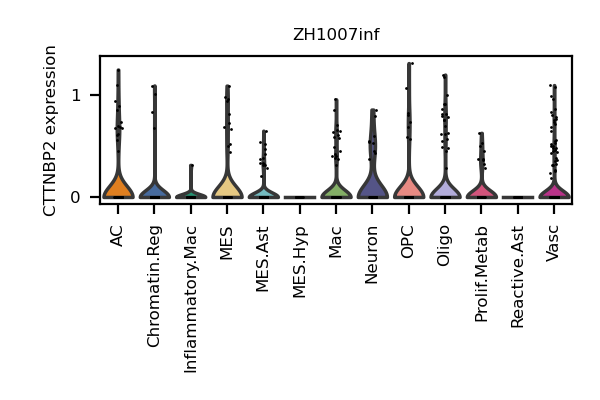 ZH1007inf
CTTNBP2 expression
1
0
AC
Chromatin.Reg
Inflammatory.Mac
MES
MES.Ast
MES.Hyp
Mac
Neuron
OPC
Oligo
Prolif.Metab
Reactive.Ast
Vasc